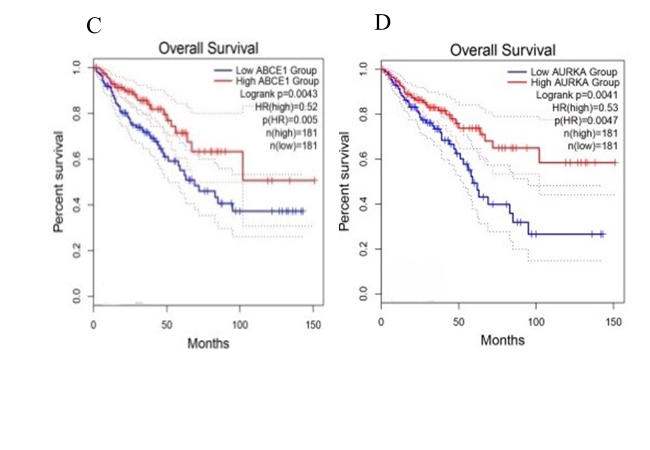 C
Overall Survival
Low ABCE1 Group
High ABCE1 Group
Logrank p=0.0043
HR(high)=0.52
p(HR)=0.005
n(high)=181
n(low)=181
Percent survival
1.0
0.8
0.6
0.4
0.2
0.0
0 50 100 150
Months
D
Overall Survival
Low AURKA Group
High AURKA Group
Logrank p=0.0041
HR(high)=0.53
p(HR)=0.0047
n(high)=181
n(low)=181
Percent survival
1.0
0.8
0.6
0.4
0.2
0.0
0 50 100 150
Months